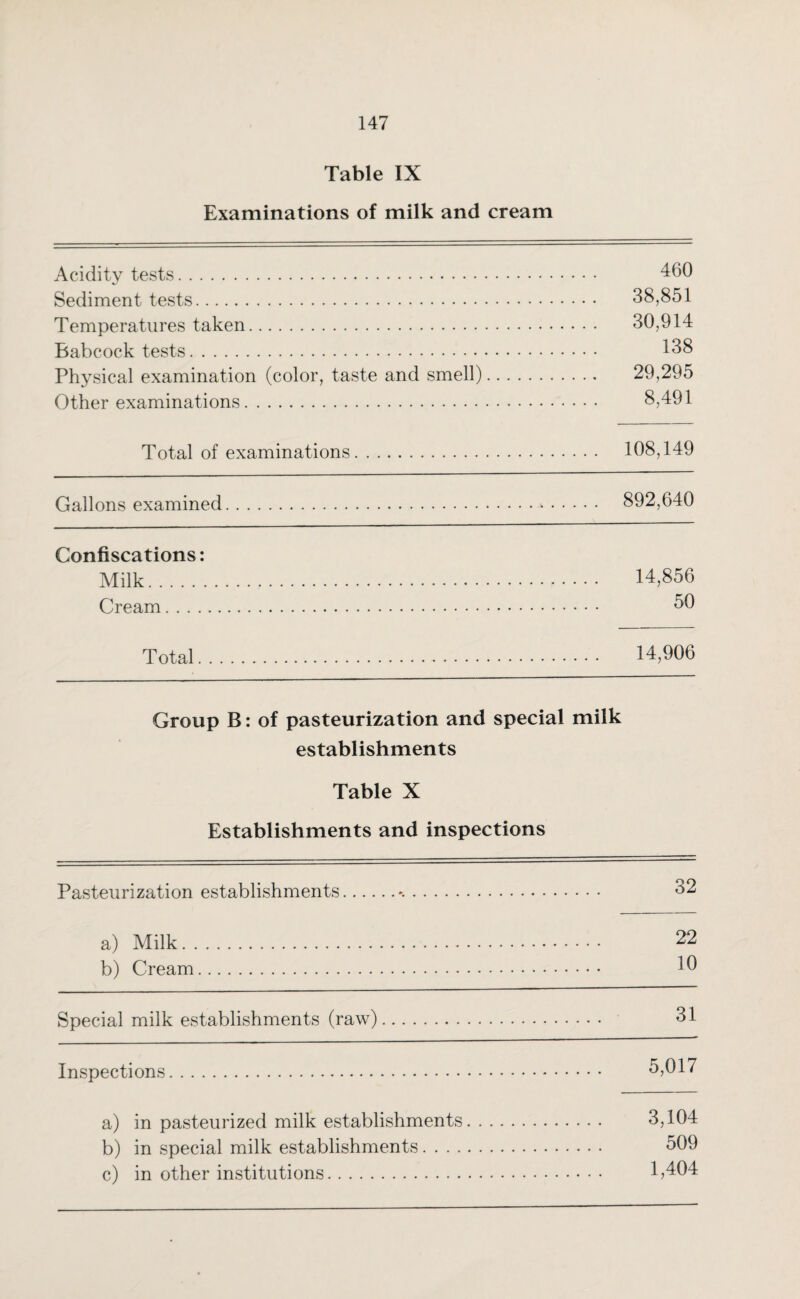 147
Table IX
Examinations of milk and cream
Acidity tests.......................................... 460
Sediment tests........................................ 38,851
Temperatures taken.................................. 30,914
Babcock tests......................................... 138
Physical examination (color, taste and smell)........... 29,295
Other examinations................................... 8,491
Total of examinations........................ 108,149
Gallons examined..................................... 892,640
Confiscations:
Milk............................................ 14,856
Cream.......................................... 50
Total........................................ 14,906
Group B: of pasteurization and special milk
establishments
Table X
Establishments and inspections
Pasteurization establishments.......................... 32
a) Milk......................................... 22
b) Cream....................................... 10
Special milk establishments (raw)...................... 31
Inspections........................................... 5,017
a) in pasteurized milk establishments............. 3,104
b) in special milk establishments.................. 509
c) in other institutions........................... 1,404